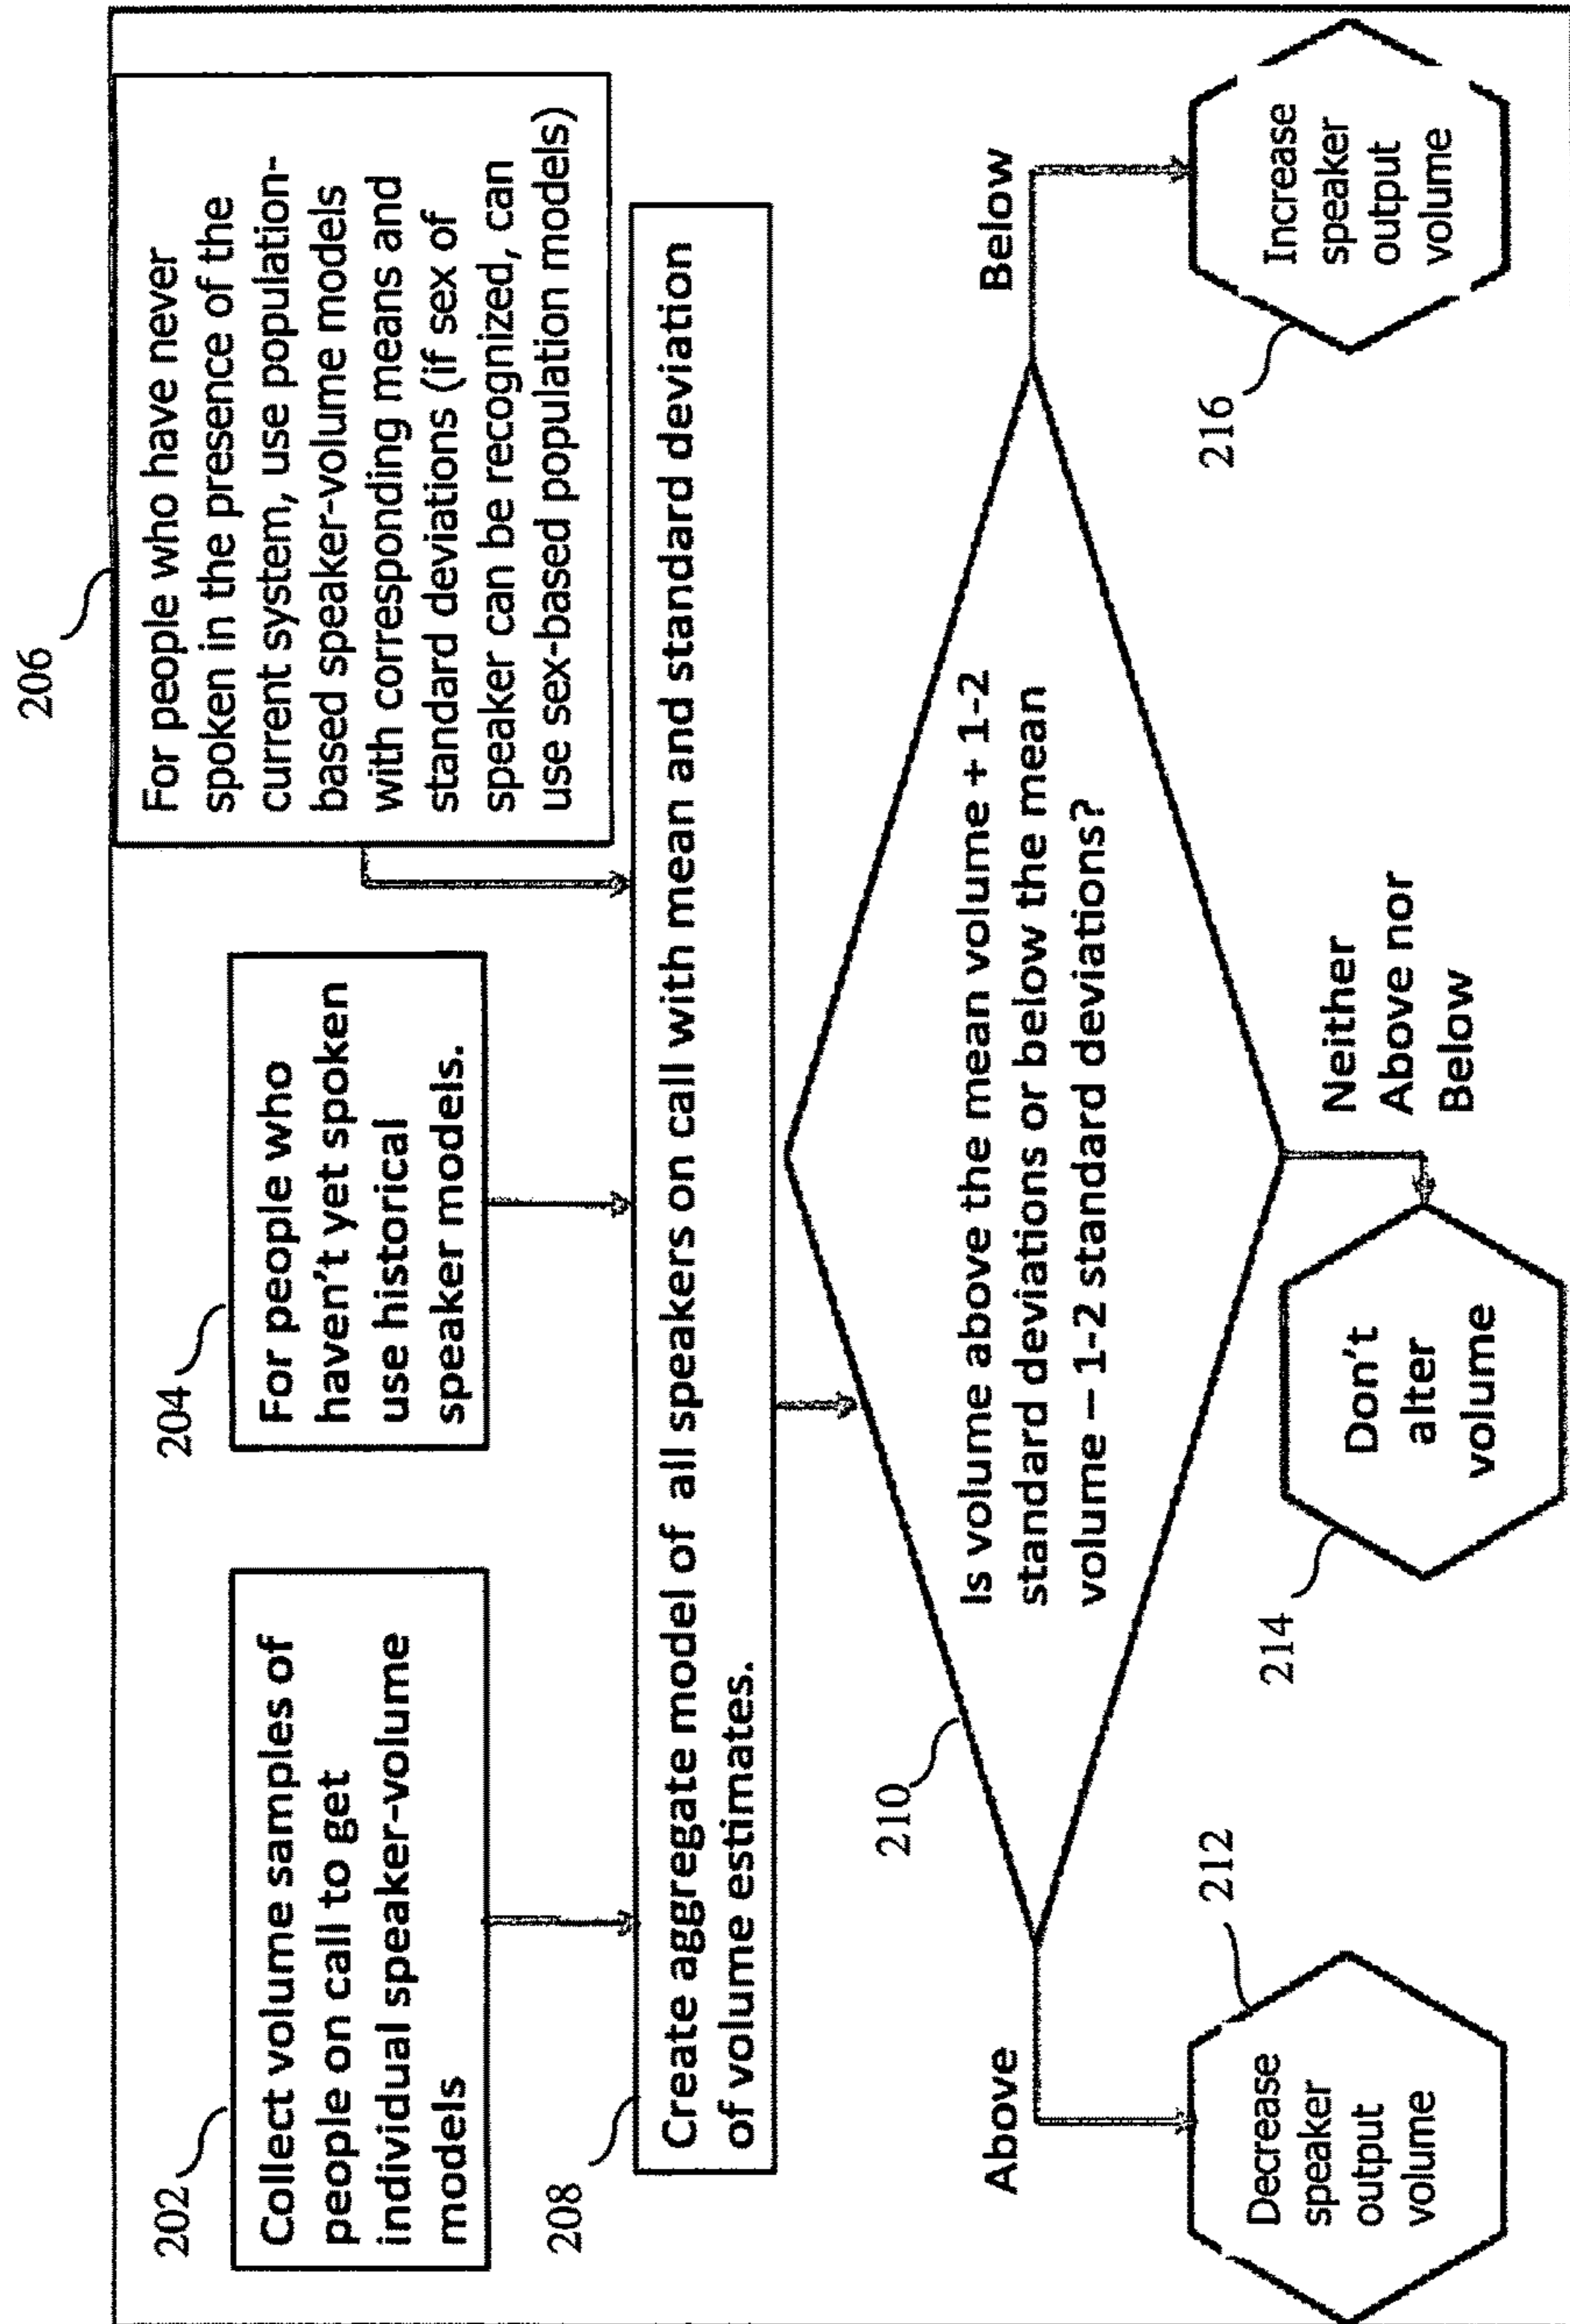 202
Collect volume samples of
people on call to get
individual speaker-volume
models
204
For people who
haven't yet spoken
use historical
speaker models.
206
For people who have never
spoken in the presence of the
current system, use population-
based speaker-volume models
with corresponding means and
standard deviations (if sex of
speaker can be recognized, can
use sex-based population models)
208
Create aggregate model of all speakers on call with mean and standard deviation
of volume estimates.
210
Is volume above the mean volume + 1-2
standard deviations or below the mean
volume – 1-2 standard deviations?
Above
212
Decrease
speaker
output
volume
Neither
Above nor
Below
214
Don't
alter
volume
Below
216
Increase
speaker
output
volume